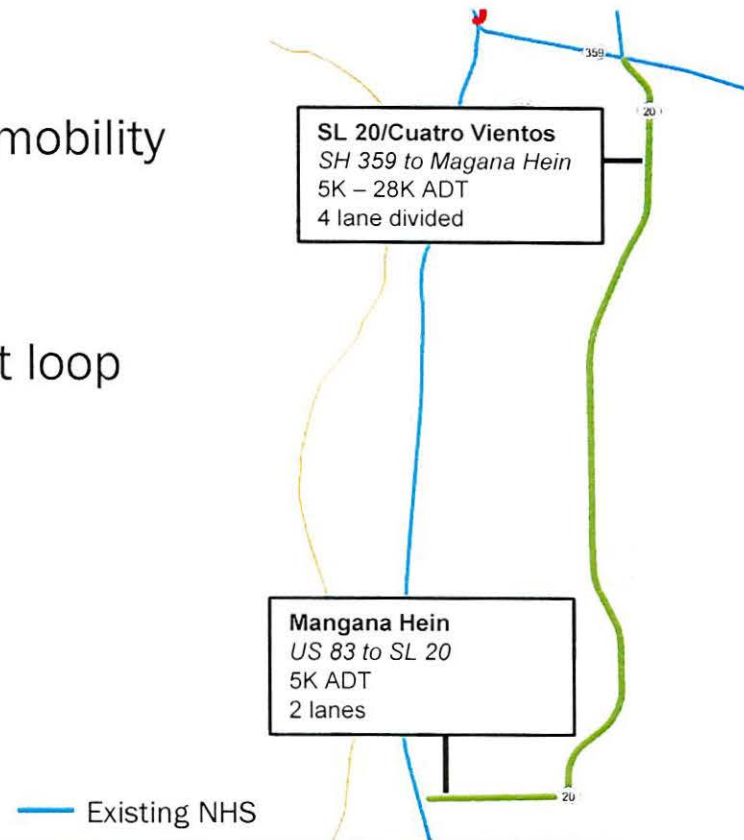 mobility
t loop
359
20
SL 20/Cuatro Vientos
SH 359 to Magana Hein
5K – 28K ADT
4 lane divided
Mangana Hein
US 83 to SL 20
5K ADT
2 lanes
20
Existing NHS